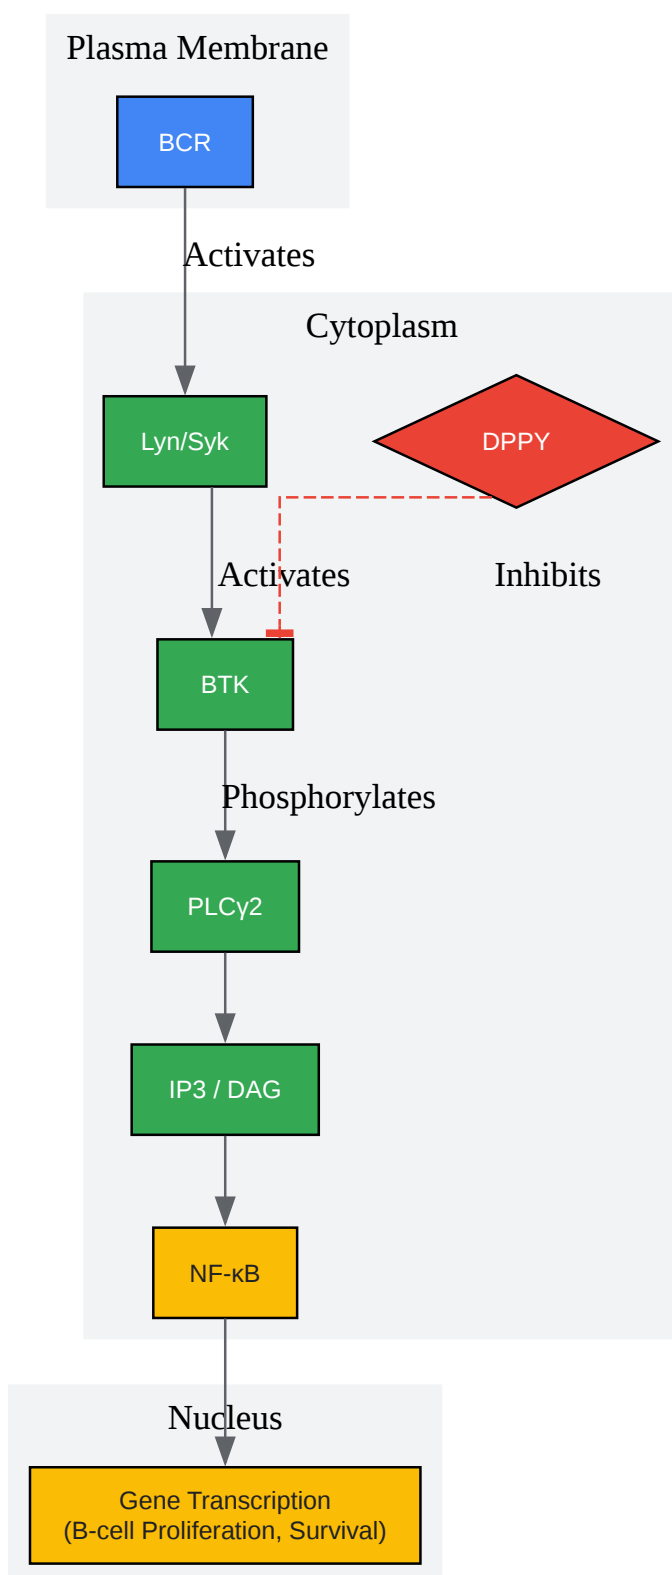 Plasma Membrane
BCR
Activates
Cytoplasm
Lyn/Syk
DPPY
Activates
Inhibits
BTK
Phosphorylates
PLCγ2
IP3 / DAG
NF-κB
Nucleus
Gene Transcription
(B-cell Proliferation, Survival)